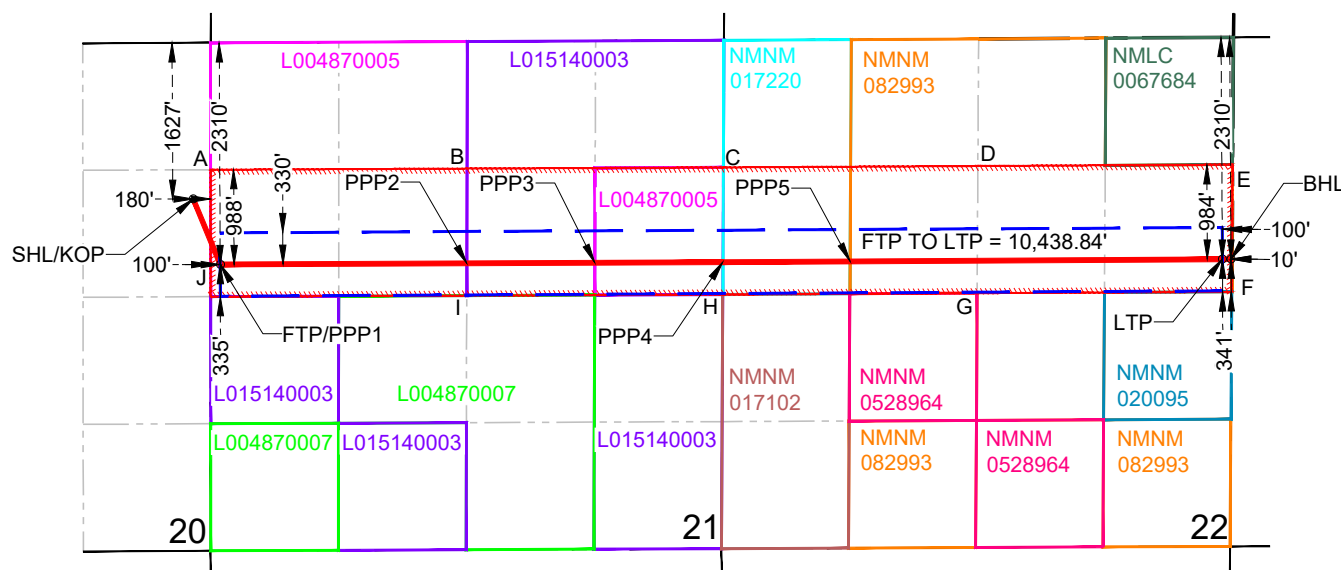 L004870005
L015140003
NMNM
017220
NMNM
082993
NMLC
0067684
1627'
2310'
2310'
A
B
C
D
E
330'
988'
984'
180'
PPP2
PPP3
L004870005
PPP5
BHL
SHL/KOP
100'
FTP TO LTP = 10,438.84'
100'
10'
J
I
H
G
F
FTP/PPP1
PPP4
LTP
335'
341'
L015140003
L004870007
NMNM
017102
NMNM
0528964
NMNM
020095
L004870007
L015140003
L015140003
NMNM
082993
NMNM
0528964
NMNM
082993
20
21
22